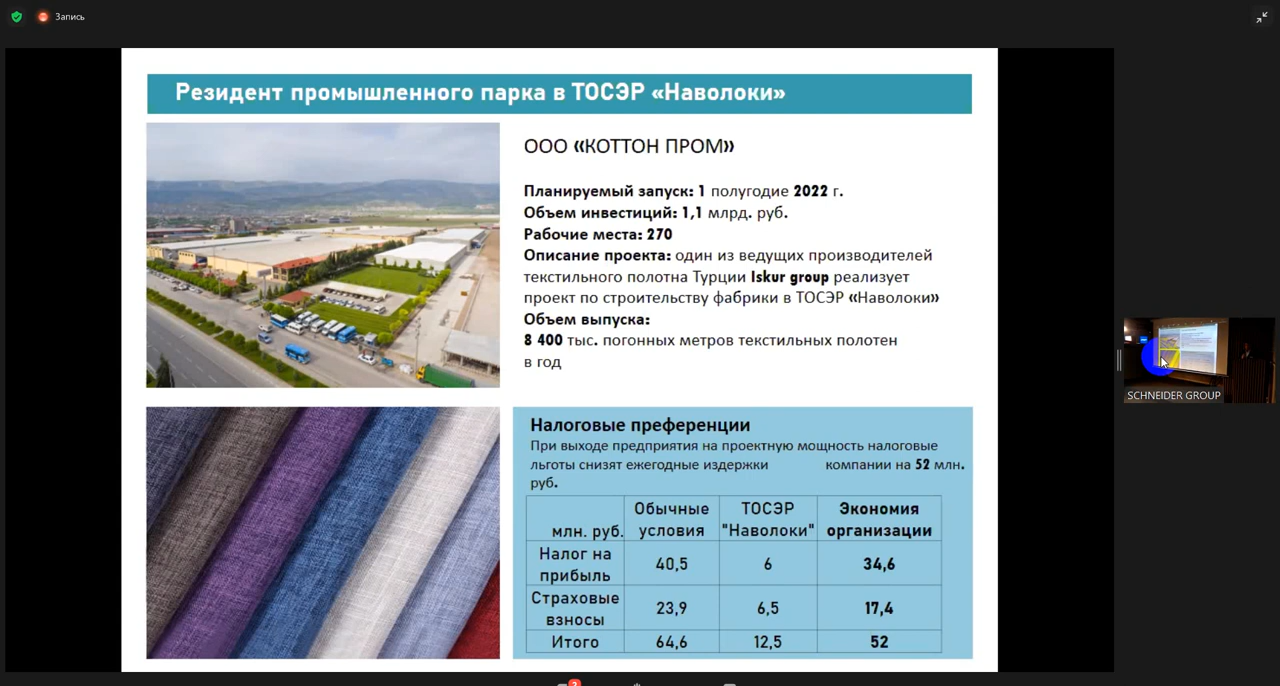 Запись
Резидент промышленного парка в ТОСЭР «Наволоки»
ООО «КОТТОН ПРОМ»
Планируемый запуск: 1 полугодие 2022 г.
Объем инвестиций: 1,1 млрд. руб.
Рабочие места: 270
Описание проекта: один из ведущих производителей
текстильного полотна Турции Iskur group реализует
проект по строительству фабрики в ТОСЭР «Наволоки»
Объем выпуска:
8 400 тыс. погонных метров текстильных полотен
в год
Налоговые преференции
При выходе предприятия на проектную мощность налоговые
льготы снизят ежегодные издержки компании на 52 млн.
руб.
млн. руб. Обычные условия ТОСЭР "Наволоки" Экономия организации
Налог на прибыль 40,5 6 34,6
Страховые взносы 23,9 6,5 17,4
Итого 64,6 12,5 52
SCHNEIDER GROUP
2